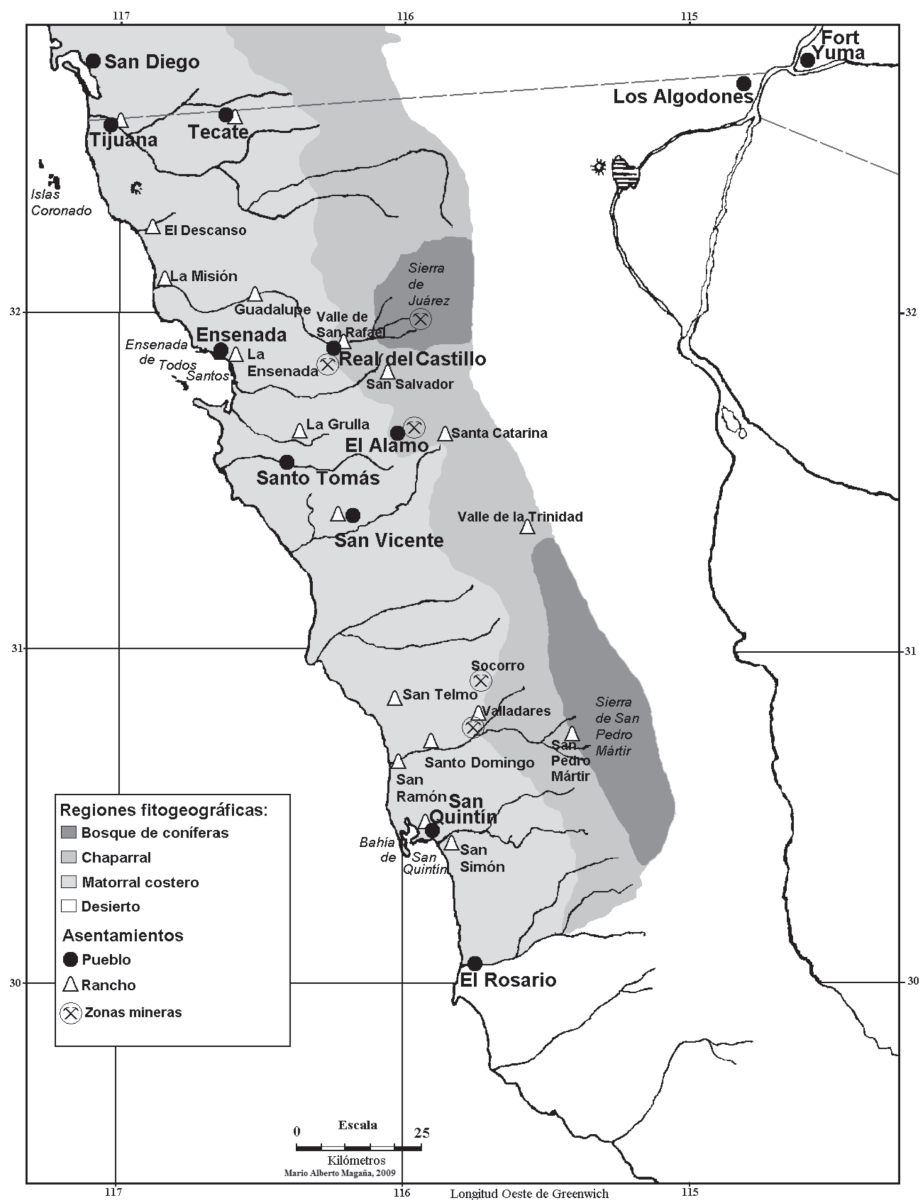 117
116
115
San Diego
Fort
Yuma
Los Algodones
Tijuana
Tecate
Islas
Coronado
El Descanso
La Misión
Guadalupe
Sierra
de
Juárez
32
32
Valle de
San Rafael
Ensenada
Ensenada
de Todos
Santos
La
Ensenada
Real del Castillo
San Salvador
La Grulla
El Alamo
Santa Catarina
Santo Tomás
San Vicente
Valle de la Trinidad
31
31
Socorro
San Telmo
Valladares
Sierra
de San
Pedro
Mártir
Santo Domingo
San
Pedro
Mártir
San
Ramón
San
Quintín
Bahía
de San
Quintín
San
Simón
Regiones fitogeográficas:
Bosque de coníferas
Chaparral
Matorral costero
Desierto
Asentamientos
Pueblo
Rancho
Zonas mineras
El Rosario
30
30
Escala
0 25
Kilómetros
Mario Alberto Magaña, 2009
117
116
Longitud Oeste de Greenwich
115